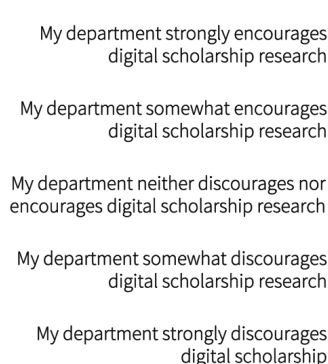 My department strongly encourages
digital scholarship research
My department somewhat encourages
digital scholarship research
My department neither discourages nor
encourages digital scholarship research
My department somewhat discourages
digital scholarship research
My department strongly discourages
digital scholarship